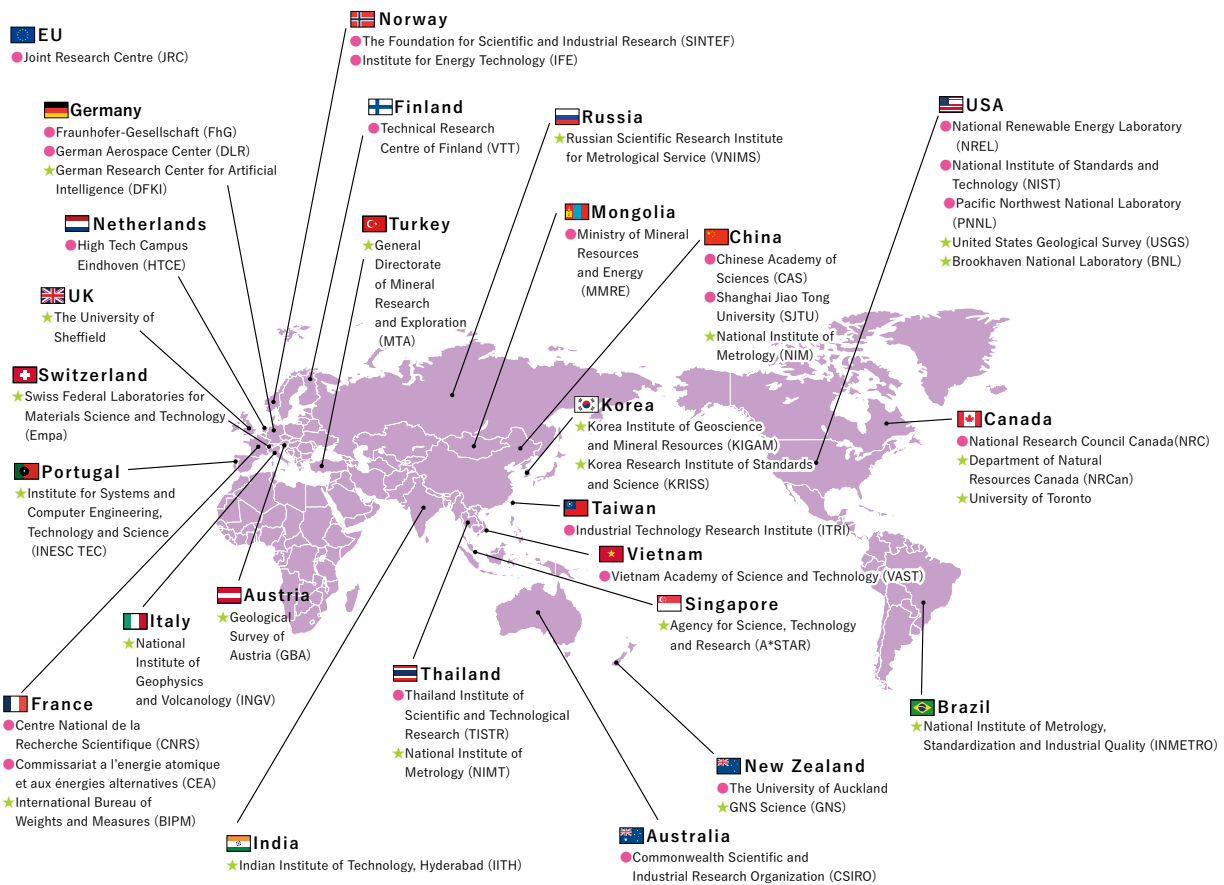 EU
●Joint Research Centre (JRC)
Norway
●The Foundation for Scientific and Industrial Research (SINTEF)
●Institute for Energy Technology (IFE)
Germany
●Fraunhofer-Gesellschaft (FhG)
●German Aerospace Center (DLR)
★German Research Center for Artificial
Intelligence (DFKI)
Finland
●Technical Research
Centre of Finland (VTT)
Russia
★Russian Scientific Research Institute
for Metrological Service (VNIMS)
USA
●National Renewable Energy Laboratory
(NREL)
●National Institute of Standards and
Technology (NIST)
●Pacific Northwest National Laboratory
(PNNL)
★United States Geological Survey (USGS)
★Brookhaven National Laboratory (BNL)
Netherlands
●High Tech Campus
Eindhoven (HTCE)
Turkey
★General
Directorate
of Mineral
Research
and Exploration
(MTA)
Mongolia
●Ministry of Mineral
Resources
and Energy
(MMRE)
China
●Chinese Academy of
Sciences (CAS)
●Shanghai Jiao Tong
University (SJTU)
★National Institute of
Metrology (NIM)
UK
★The University of
Sheffield
Switzerland
★Swiss Federal Laboratories for
Materials Science and Technology
(Empa)
Korea
★Korea Institute of Geoscience
and Mineral Resources (KIGAM)
★Korea Research Institute of Standards
and Science (KRISS)
Canada
●National Research Council Canada(NRC)
★Department of Natural
Resources Canada (NRCan)
★University of Toronto
Portugal
★Institute for Systems and
Computer Engineering,
Technology and Science
(INESC TEC)
Taiwan
●Industrial Technology Research Institute (ITRI)
Vietnam
●Vietnam Academy of Science and Technology (VAST)
Singapore
★Agency for Science, Technology
and Research (A*STAR)
Austria
★Geological
Survey of
Austria (GBA)
Italy
★National
Institute of
Geophysics
and Volcanology (INGV)
Thailand
●Thailand Institute of
Scientific and Technological
Research (TISTR)
★National Institute of
Metrology (NIMT)
France
●Centre National de la
Recherche Scientifique (CNRS)
●Commissariat a l'energie atomique
et aux énergies alternatives (CEA)
★International Bureau of
Weights and Measures (BIPM)
Brazil
★National Institute of Metrology,
Standardization and Industrial Quality (INMETRO)
New Zealand
●The University of Auckland
★GNS Science (GNS)
India
★Indian Institute of Technology, Hyderabad (IITH)
Australia
●Commonwealth Scientific and
Industrial Research Organization (CSIRO)